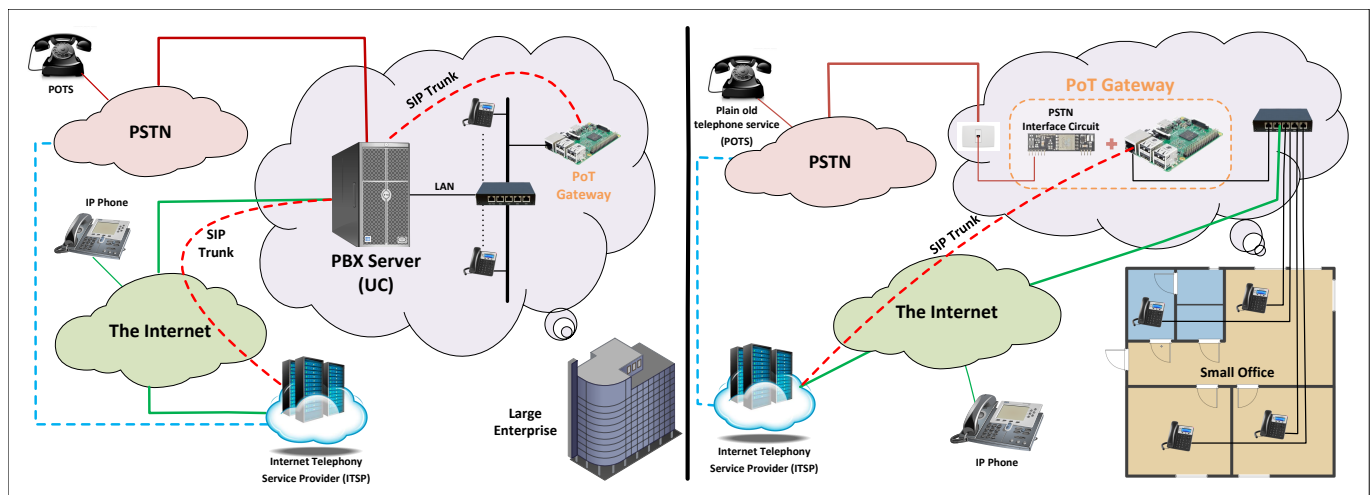 POTS
PSTN
SIP Trunk
PoT
Gateway
LAN
IP Phone
SIP
Trunk
PBX Server
(UC)
The Internet
Large
Enterprise
Internet Telephony
Service Provider (ITSP)
Plain old
telephone service
(POTS)
PSTN
PoT Gateway
PSTN
Interface Circuit
+
SIP Trunk
The Internet
Small Office
IP Phone
Internet Telephony
Service Provider (ITSP)